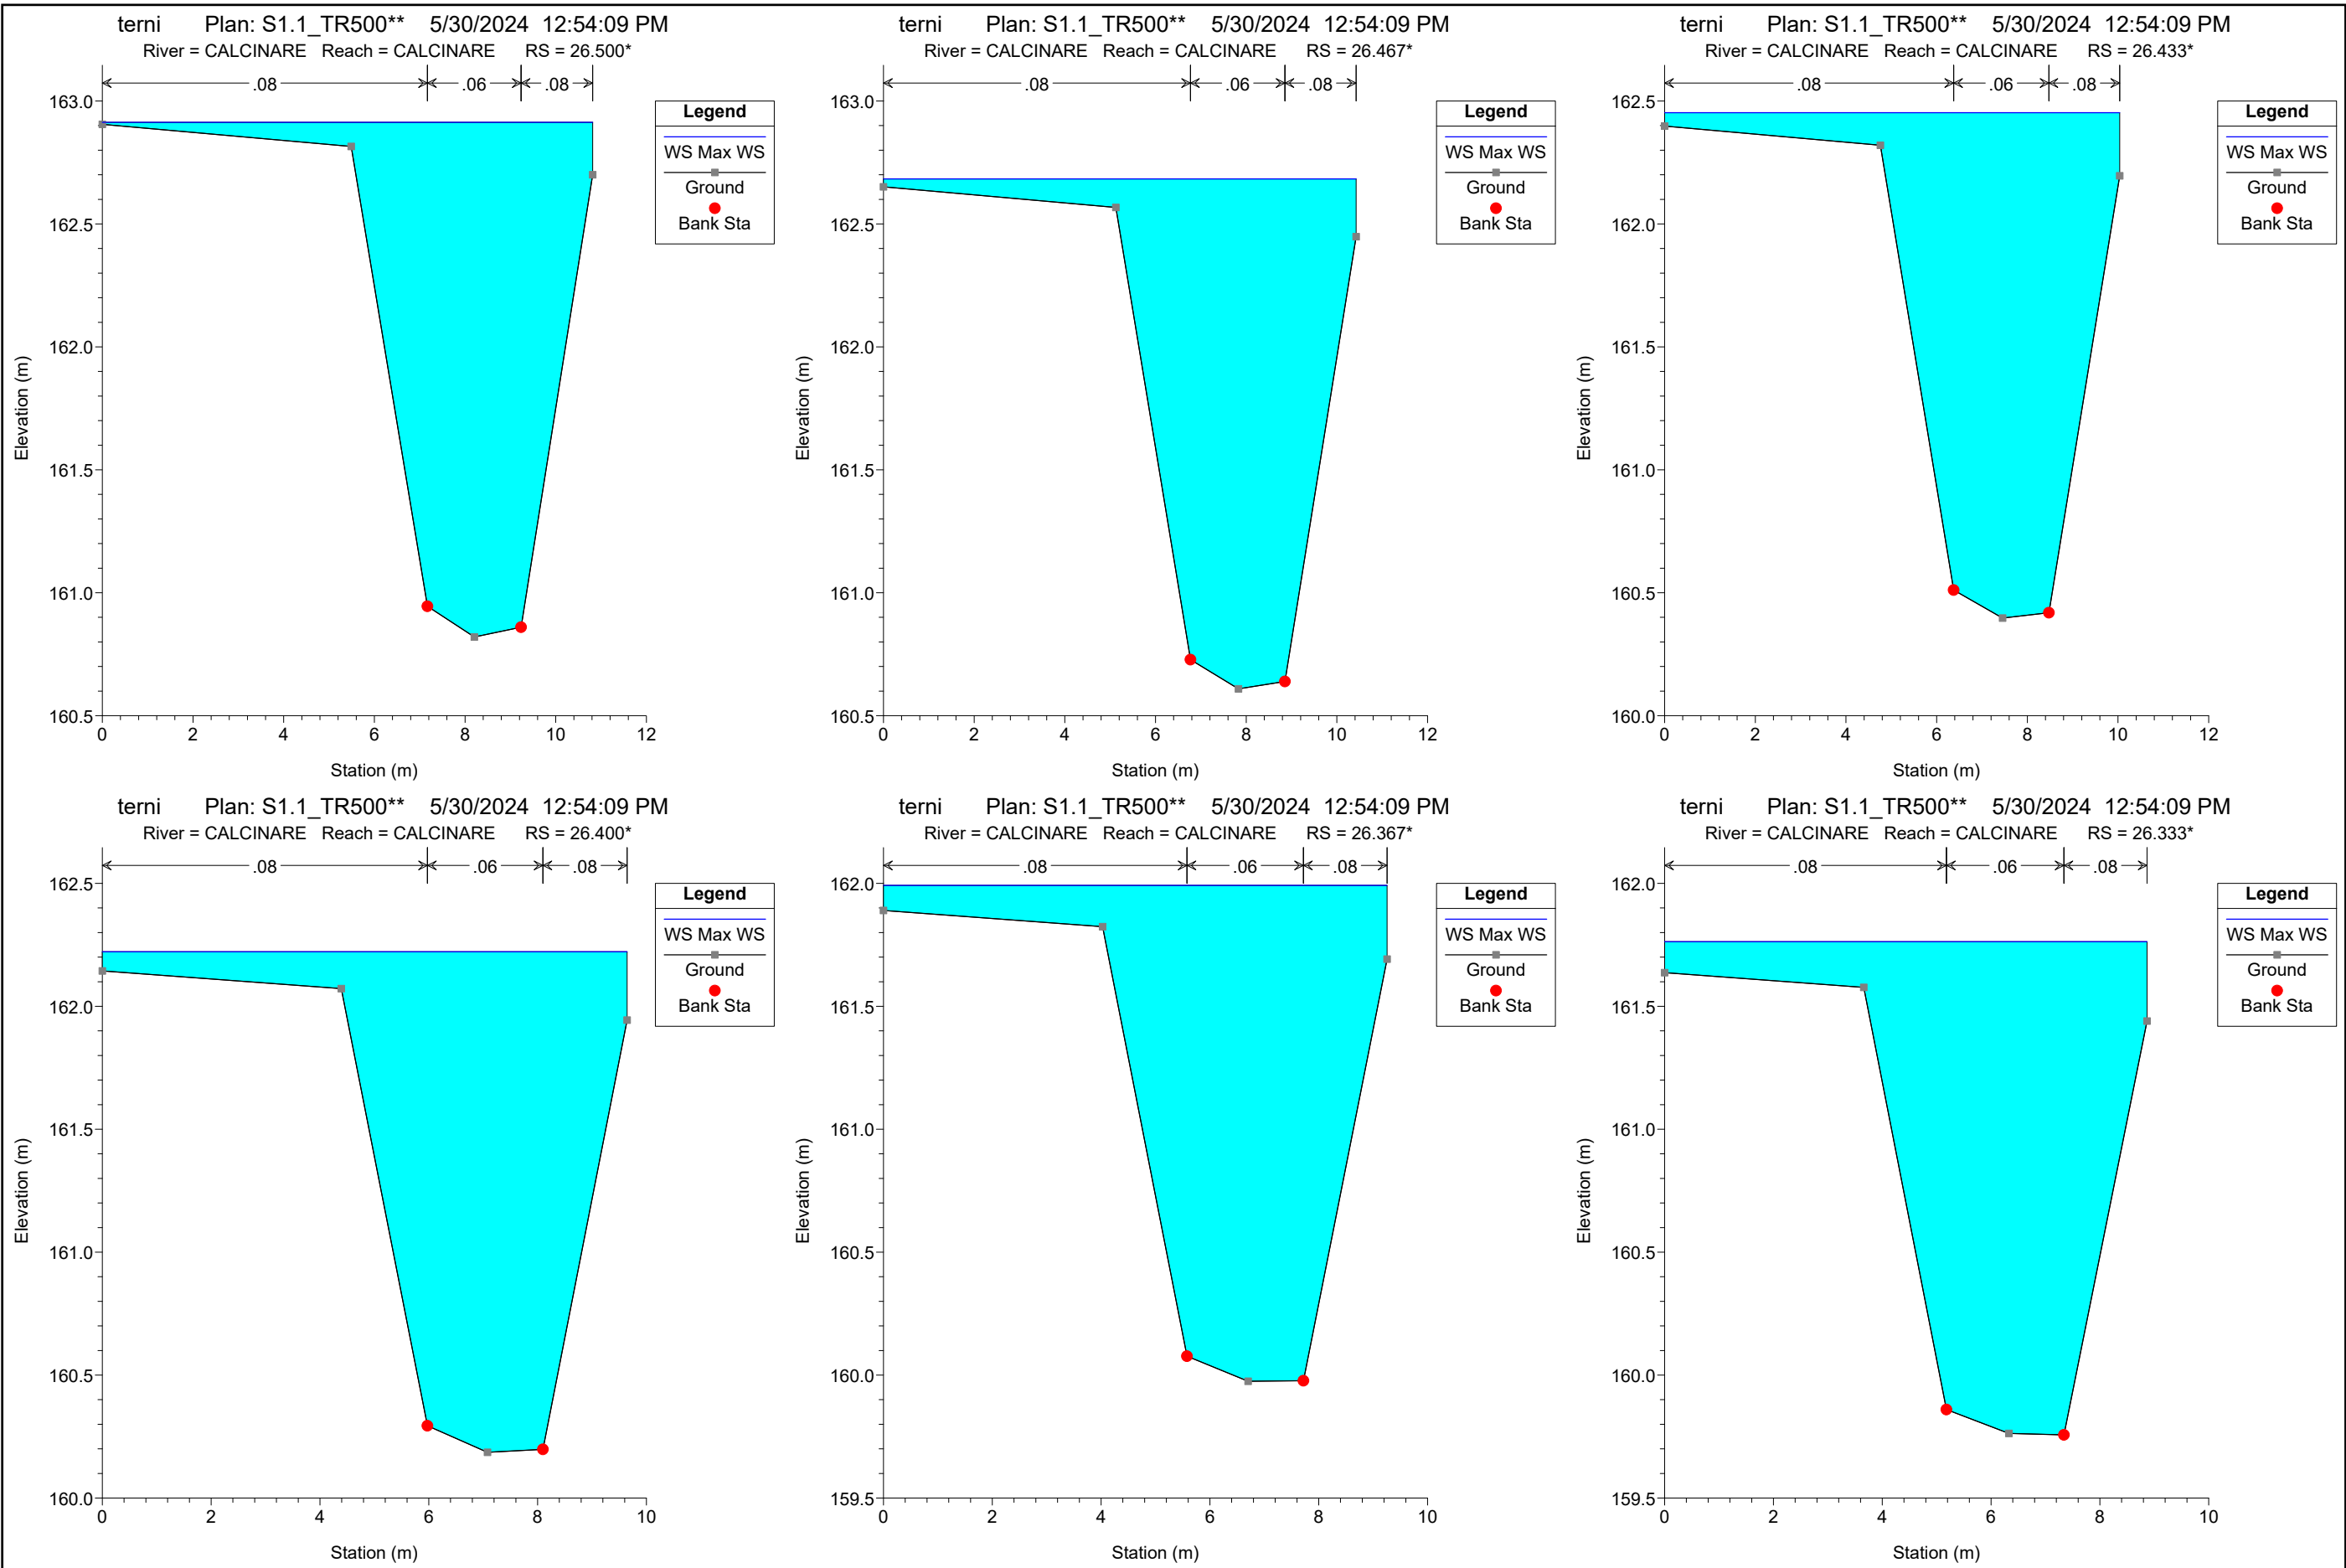 terni Plan: S1.1_TR500** 5/30/2024 12:54:09 PM
River = CALCINARE Reach = CALCINARE RS = 26.500*
.08 .06 .08
163.0
162.5
162.0
161.5
161.0
160.5
Elevation (m)
0 2 4 6 8 10 12
Station (m)
Legend
WS Max WS
Ground
Bank Sta
terni Plan: S1.1_TR500** 5/30/2024 12:54:09 PM
River = CALCINARE Reach = CALCINARE RS = 26.467*
.08 .06 .08
163.0
162.5
162.0
161.5
161.0
160.5
Elevation (m)
0 2 4 6 8 10 12
Station (m)
Legend
WS Max WS
Ground
Bank Sta
terni Plan: S1.1_TR500** 5/30/2024 12:54:09 PM
River = CALCINARE Reach = CALCINARE RS = 26.433*
.08 .06 .08
162.5
162.0
161.5
161.0
160.5
160.0
Elevation (m)
0 2 4 6 8 10 12
Station (m)
Legend
WS Max WS
Ground
Bank Sta
terni Plan: S1.1_TR500** 5/30/2024 12:54:09 PM
River = CALCINARE Reach = CALCINARE RS = 26.400*
.08 .06 .08
162.5
162.0
161.5
161.0
160.5
160.0
Elevation (m)
0 2 4 6 8 10
Station (m)
Legend
WS Max WS
Ground
Bank Sta
terni Plan: S1.1_TR500** 5/30/2024 12:54:09 PM
River = CALCINARE Reach = CALCINARE RS = 26.367*
.08 .06 .08
162.0
161.5
161.0
160.5
160.0
159.5
Elevation (m)
0 2 4 6 8 10
Station (m)
Legend
WS Max WS
Ground
Bank Sta
terni Plan: S1.1_TR500** 5/30/2024 12:54:09 PM
River = CALCINARE Reach = CALCINARE RS = 26.333*
.08 .06 .08
162.0
161.5
161.0
160.5
160.0
159.5
Elevation (m)
0 2 4 6 8 10
Station (m)
Legend
WS Max WS
Ground
Bank Sta